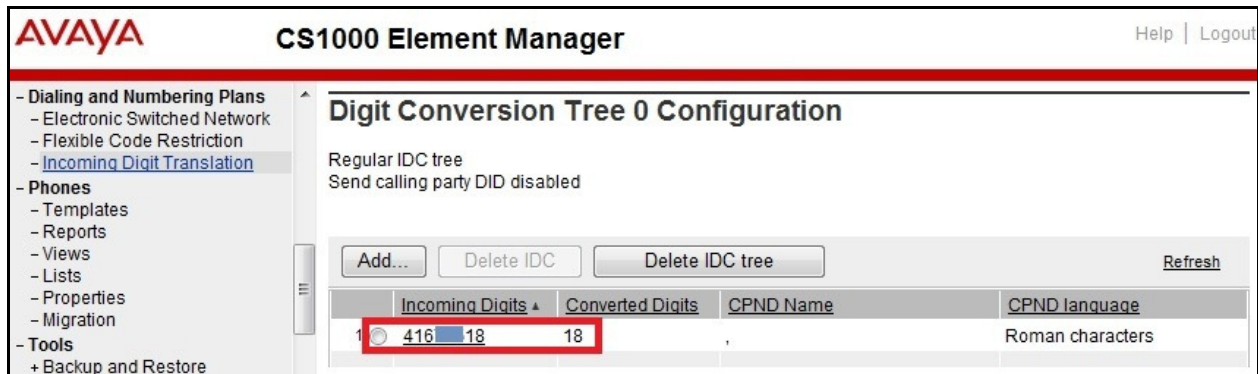 AVAYA
CS1000 Element Manager
Help | Logout
- Dialing and Numbering Plans
- Electronic Switched Network
- Flexible Code Restriction
- Incoming Digit Translation
- Phones
- Templates
- Reports
- Views
- Lists
- Properties
- Migration
- Tools
+ Backup and Restore
Digit Conversion Tree 0 Configuration
Regular IDC tree
Send calling party DID disabled
Add... Delete IDC Delete IDC tree Refresh
Incoming Digits Converted Digits CPND Name CPND language
1 416 18 18 , Roman characters